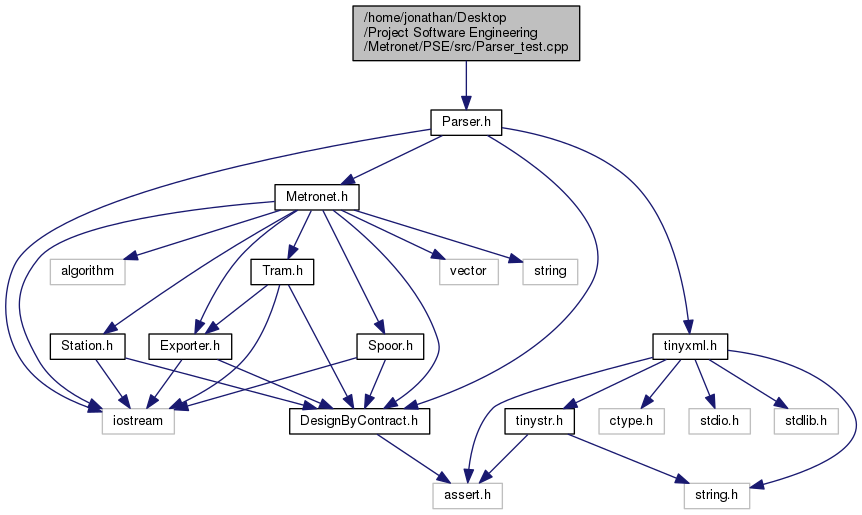 /home/jonathan/Desktop
/Project Software Engineering
/Metronet/PSE/src/Parser_test.cpp
Parser.h
Metronet.h
algorithm
Tram.h
vector
string
Station.h
Exporter.h
Spoor.h
tinyxml.h
iostream
DesignByContract.h
tinystr.h
ctype.h
stdio.h
stdlib.h
assert.h
string.h